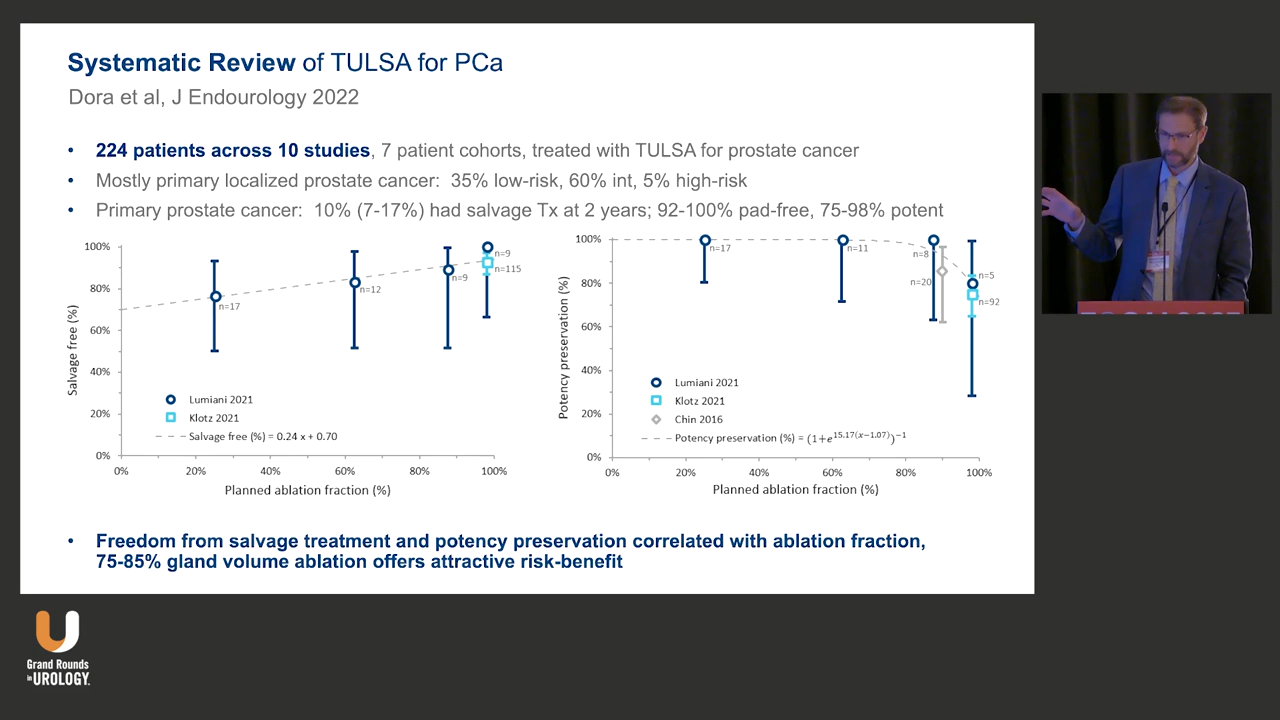 Systematic Review of TULSA for PCa
Dora et al, J Endourology 2022
• 224 patients across 10 studies, 7 patient cohorts, treated with TULSA for prostate cancer
• Mostly primary localized prostate cancer: 35% low-risk, 60% int, 5% high-risk
• Primary prostate cancer: 10% (7-17%) had salvage Tx at 2 years; 92-100% pad-free, 75-98% potent
Salvage free (%)
100%
80%
60%
40%
20%
0%
n=17
n=12
n=9
n=9
n=115
Lumiani 2021
Klotz 2021
Salvage free (%) = 0.24 x + 0.70
0% 20% 40% 60% 80% 100%
Planned ablation fraction (%)
Potency preservation (%)
100%
80%
60%
40%
20%
0%
n=17
n=11
n=8
n=20
n=5
n=92
Lumiani 2021
Klotz 2021
Chin 2016
Potency preservation (%) = (1+e^15.17(x−1.07))^−1
0% 20% 40% 60% 80% 100%
Planned ablation fraction (%)
• Freedom from salvage treatment and potency preservation correlated with ablation fraction,
75-85% gland volume ablation offers attractive risk-benefit
Grand Rounds
in UROLOGY.